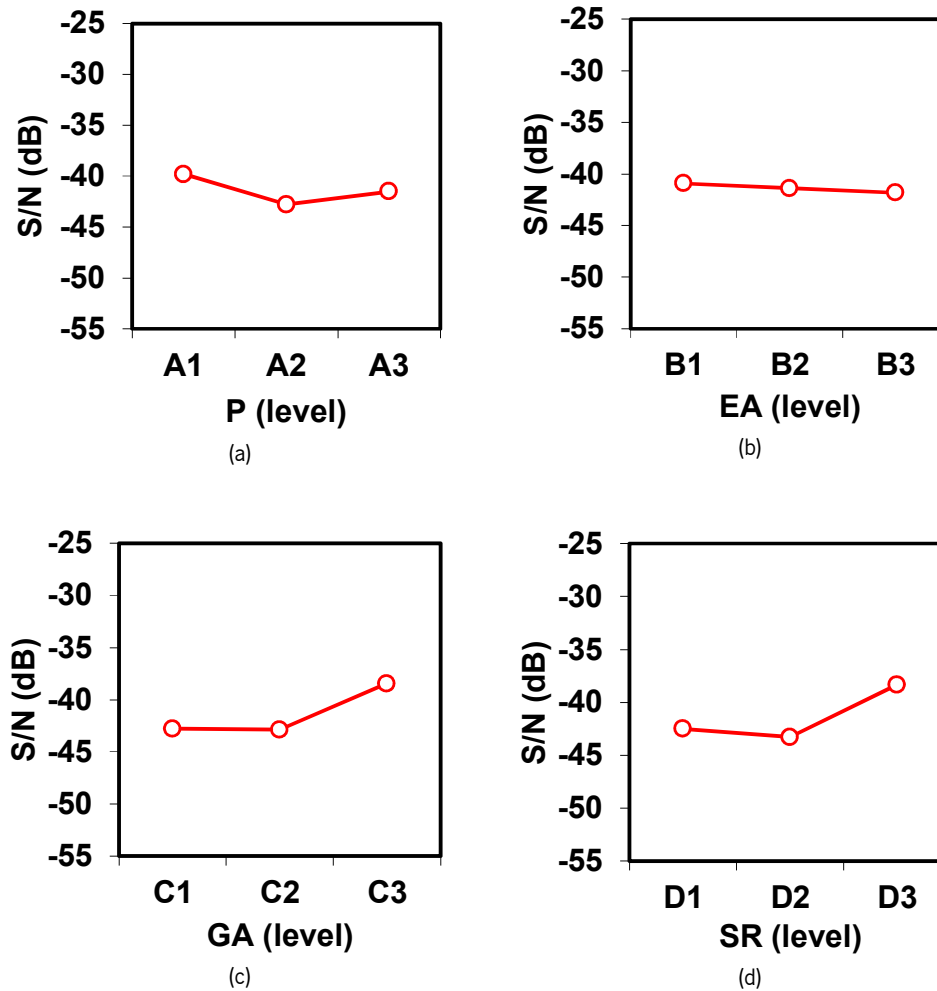 -25
-30
-35
-40
-45
-50
-55
S/N (dB)
A1 A2 A3
P (level)
(a)
-25
-30
-35
-40
-45
-50
-55
S/N (dB)
B1 B2 B3
EA (level)
(b)
-25
-30
-35
-40
-45
-50
-55
S/N (dB)
C1 C2 C3
GA (level)
(c)
-25
-30
-35
-40
-45
-50
-55
S/N (dB)
D1 D2 D3
SR (level)
(d)